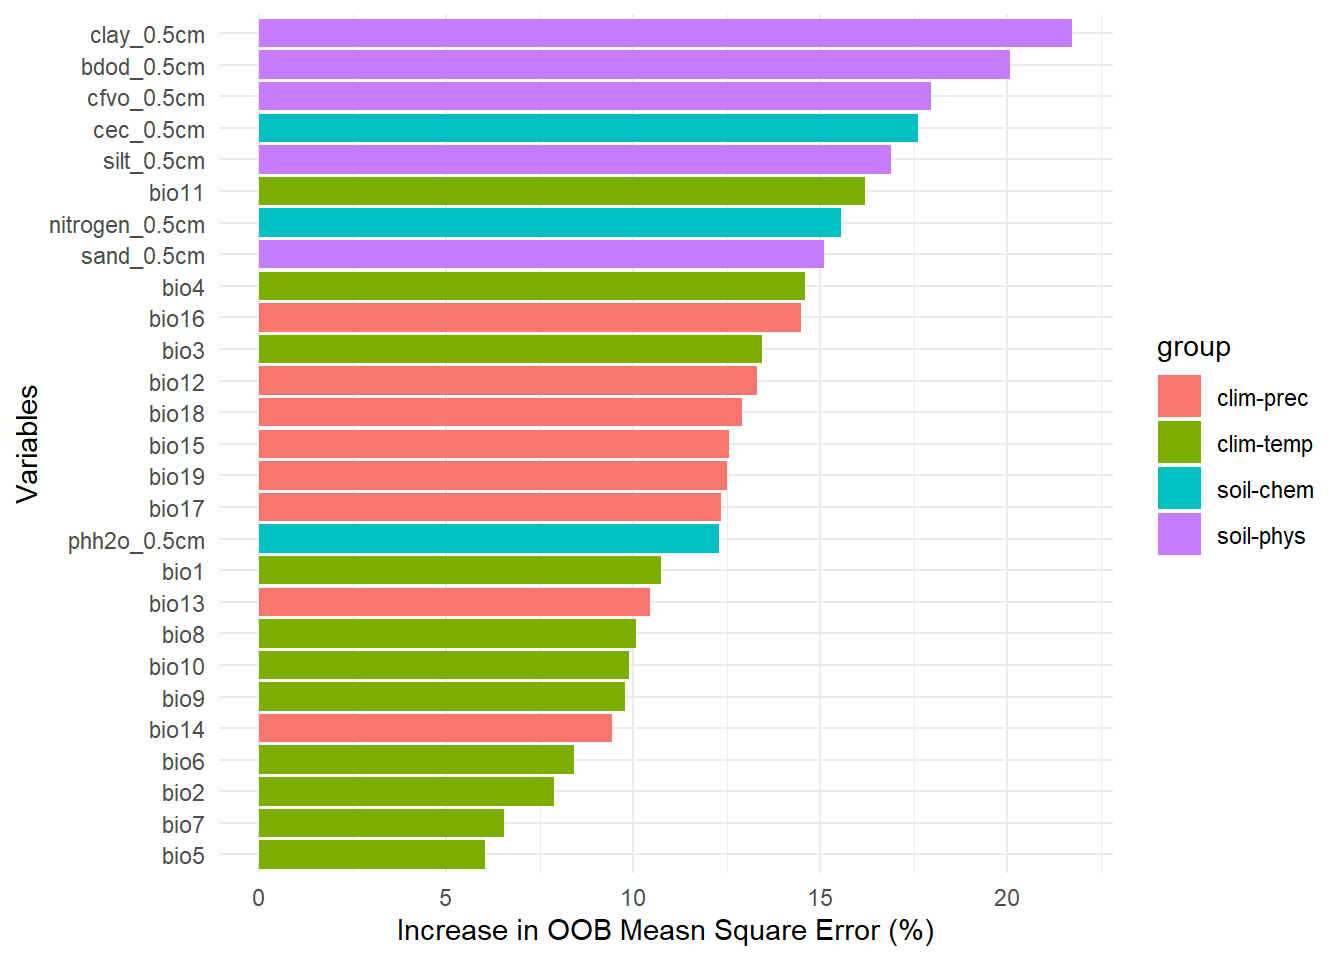 clay_0.5cm
bdod_0.5cm
cfvo_0.5cm
cec_0.5cm
silt_0.5cm
bio11
nitrogen_0.5cm
sand_0.5cm
bio4
bio16
bio3
bio12
bio18
bio15
bio19
bio17
phh2o_0.5cm
bio1
bio13
bio8
bio10
bio9
bio14
bio6
bio2
bio7
bio5
Variables
0 5 10 15 20
Increase in OOB Measn Square Error (%)
group
clim-prec
clim-temp
soil-chem
soil-phys